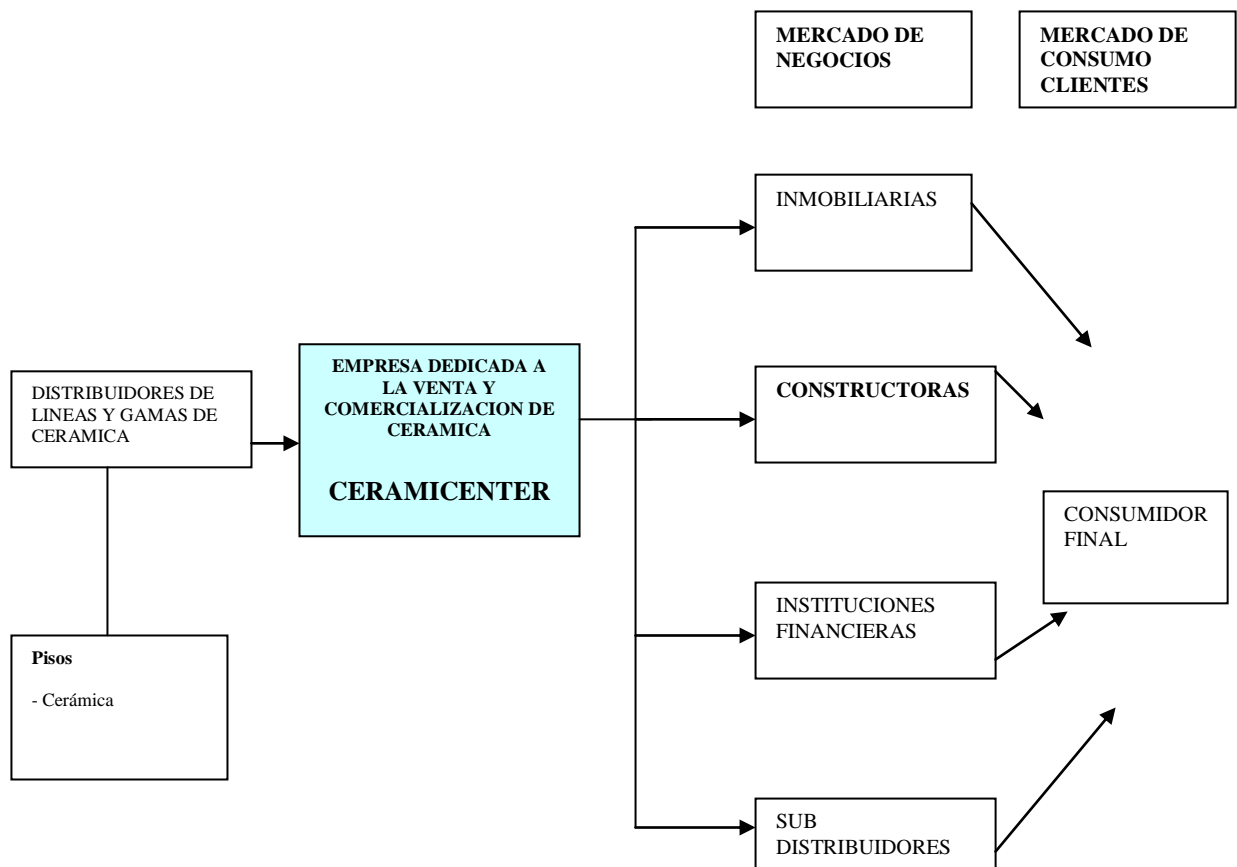 MERCADO DE
NEGOCIOS
MERCADO DE
CONSUMO
CLIENTES
INMOBILIARIAS
EMPRESA DEDICADA A
LA VENTA Y
COMERCIALIZACION DE
CERAMICA
CERAMICENTER
DISTRIBUIDORES DE
LINEAS Y GAMAS DE
CERAMICA
CONSTRUCTORAS
CONSUMIDOR
FINAL
INSTITUCIONES
FINANCIERAS
Pisos
- Cerámica
SUB
DISTRIBUIDORES